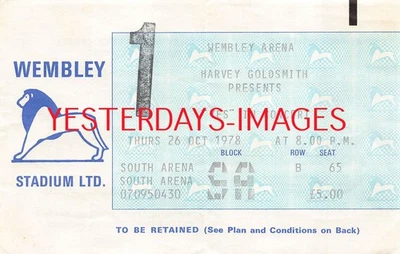 WEMBLEY
STADIUM LTD.
1
WEMBLEY ARENA
HARVEY GOLDSMITH
PRESENTS
YESTERDAYS-IMAGES
THURS 26 OCT 1978 AT 8.00 P.M.
BLOCK ROW SEAT
SOUTH ARENA B 65
SOUTH ARENA SA
070950430 £5.00
TO BE RETAINED (See Plan and Conditions on Back)